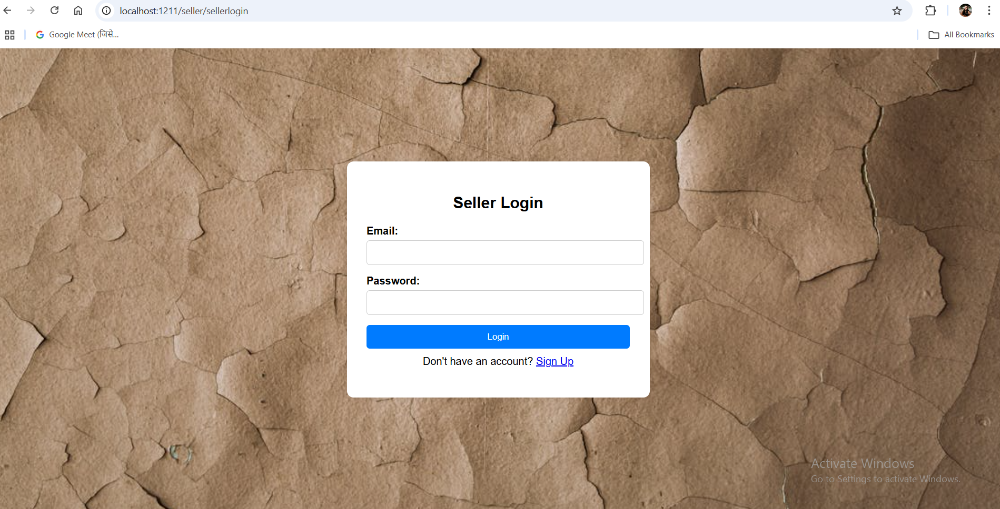 localhost:1211/seller/sellerlogin
Google Meet (जिसे...
All Bookmarks
Seller Login
Email:
Password:
Login
Don't have an account? Sign Up
Activate Windows
Go to Settings to activate Windows.